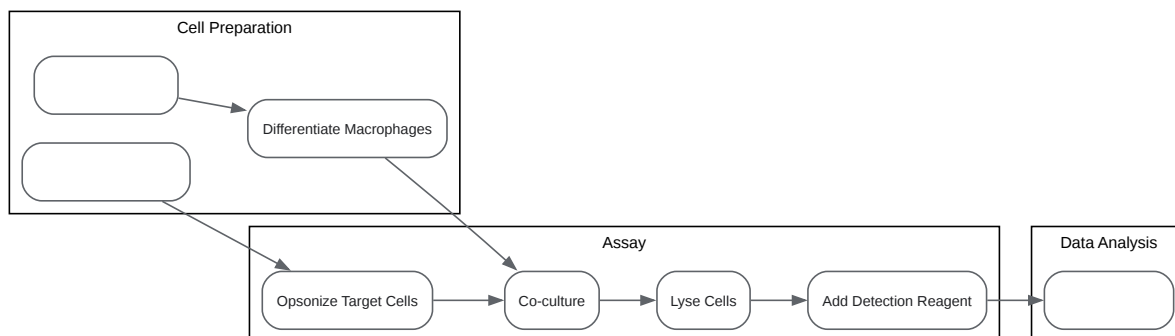 Cell Preparation
Differentiate Macrophages
Assay
Data Analysis
Opsonize Target Cells
Co-culture
Lyse Cells
Add Detection Reagent